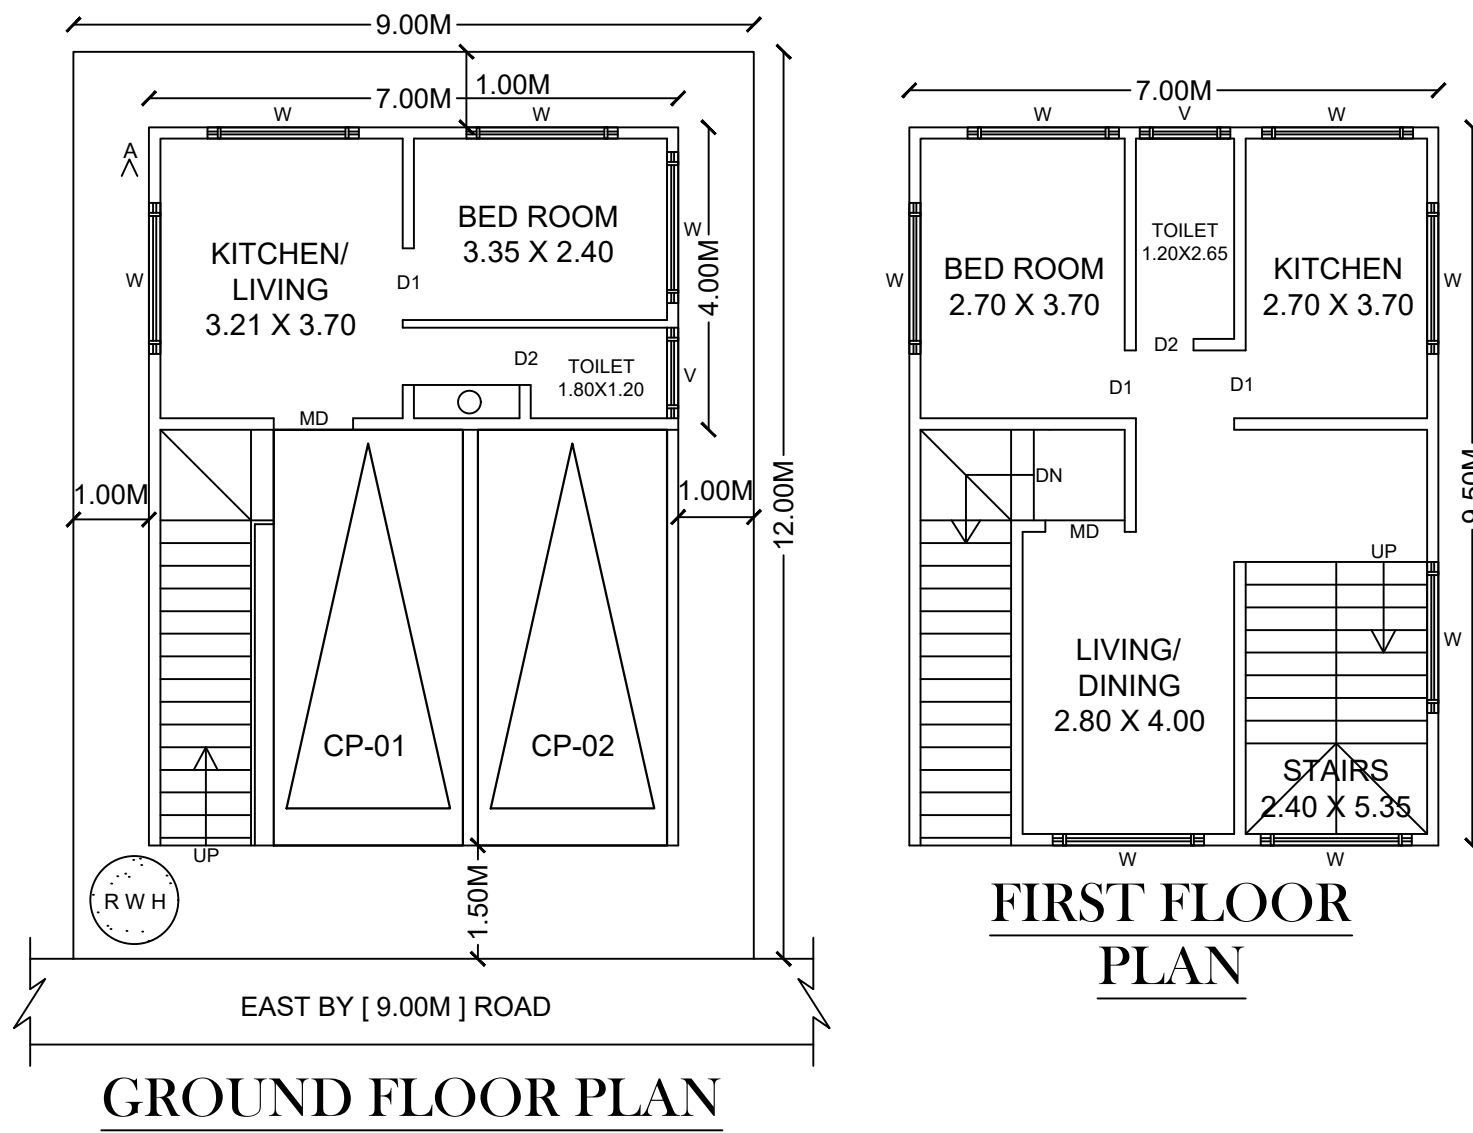 9.00M
1.00M
7.00M
W
W
A
BED ROOM
3.35 X 2.40
W
KITCHEN/
LIVING
3.21 X 3.70
W
D1
4.00M
D2
TOILET
1.80X1.20
V
MD
1.00M
1.00M
12.00M
CP-01
CP-02
UP
R W H
1.50M
EAST BY [ 9.00M ] ROAD
GROUND FLOOR PLAN
7.00M
W
V
W
TOILET
1.20X2.65
BED ROOM
2.70 X 3.70
KITCHEN
2.70 X 3.70
W
W
D2
D1
D1
DN
MD
UP
9.50M
LIVING/
DINING
2.80 X 4.00
W
STAIRS
2.40 X 5.35
W
W
FIRST FLOOR
PLAN